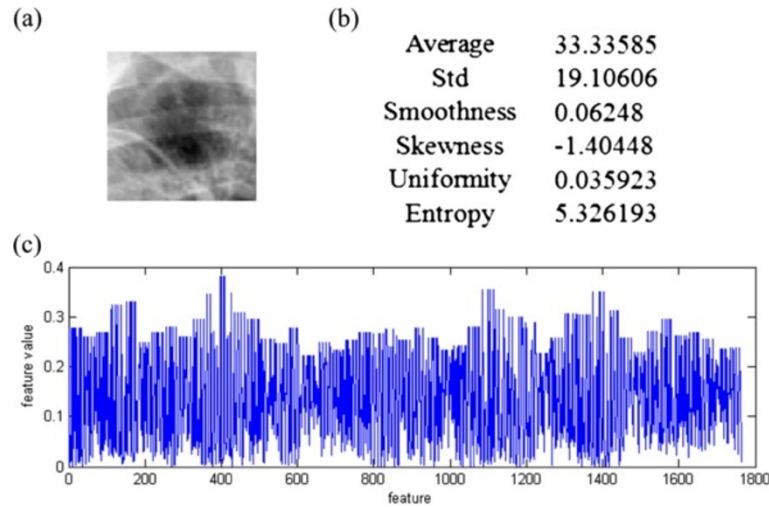 (a)
(b)
Average 33.33585
Std 19.10606
Smoothness 0.06248
Skewness -1.40448
Uniformity 0.035923
Entropy 5.326193
(c)
0.4
0.3
0.2
0.1
0
feature value
0 200 400 600 800 1000 1200 1400 1600 1800
feature